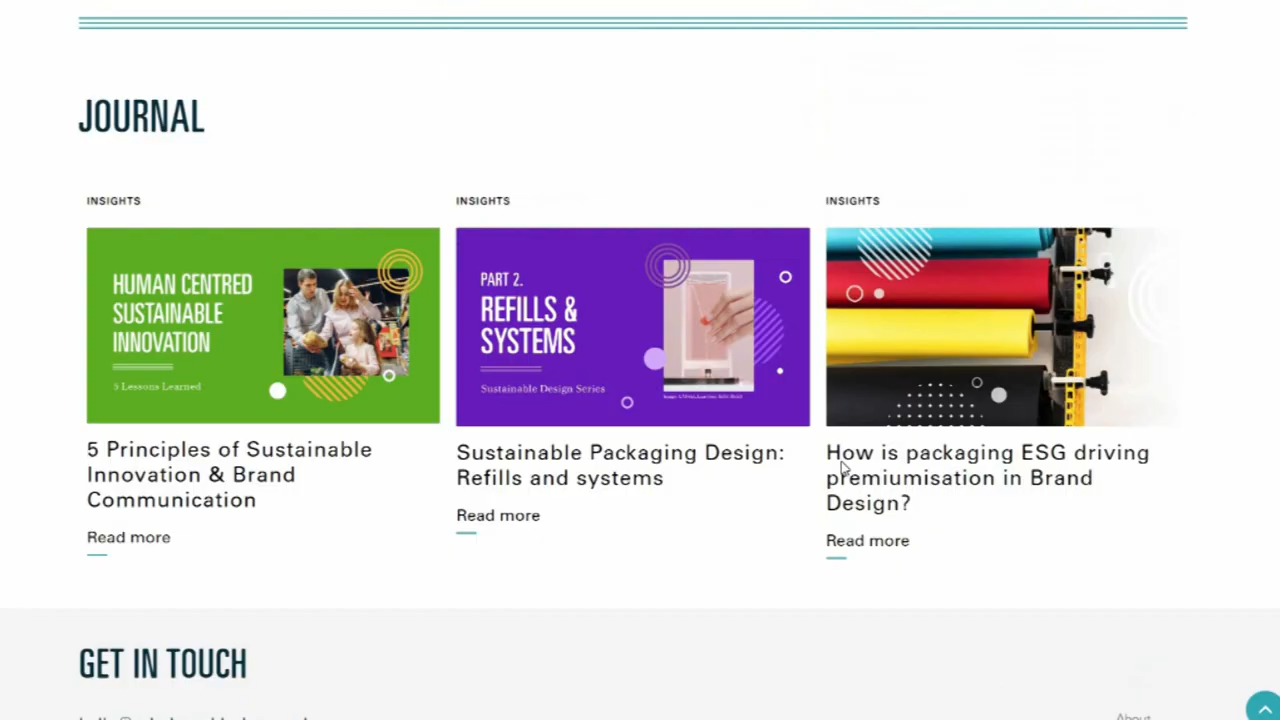 JOURNAL
INSIGHTS
HUMAN CENTRED
SUSTAINABLE
INNOVATION
5 Lessons Learned
5 Principles of Sustainable
Innovation & Brand
Communication
Read more
INSIGHTS
PART 2.
REFILLS &
SYSTEMS
Sustainable Design Series
Sustainable Packaging Design:
Refills and systems
Read more
INSIGHTS
How is packaging ESG driving
premiumisation in Brand
Design?
Read more
GET IN TOUCH
About